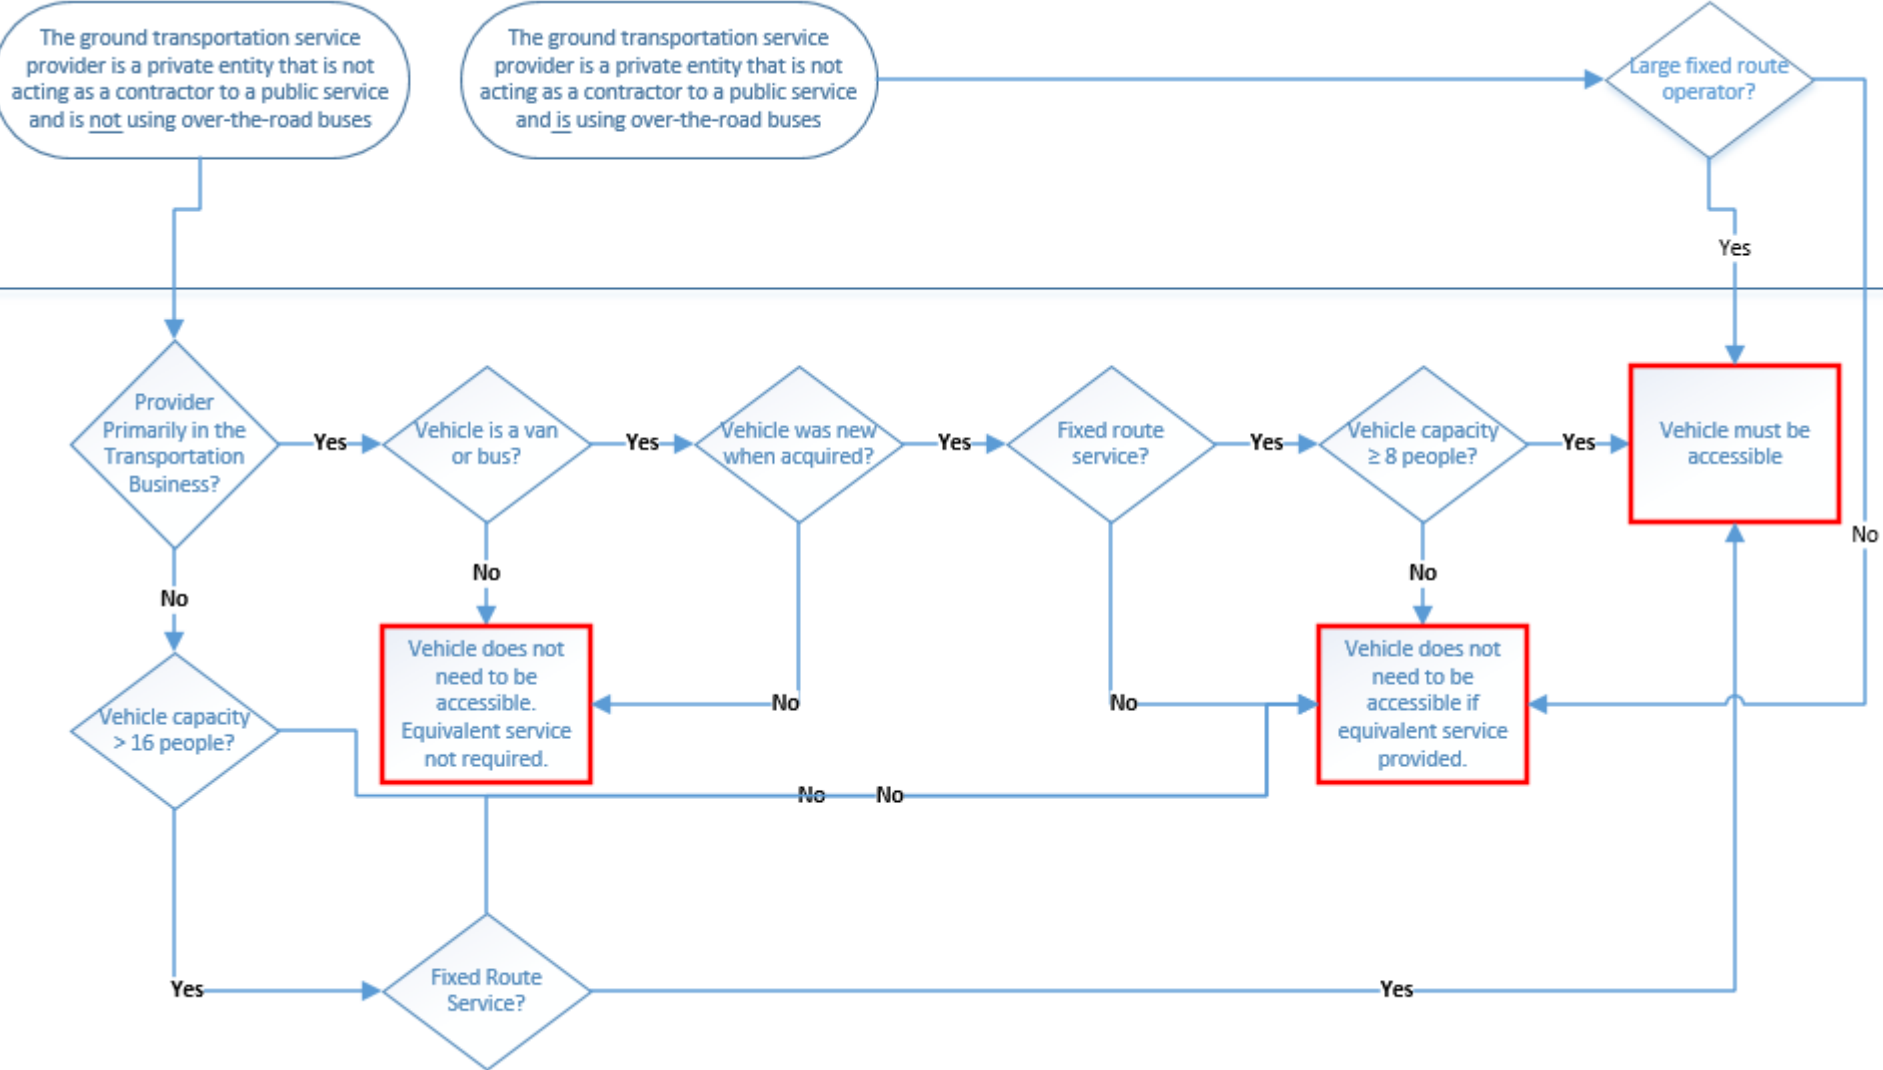 The ground transportation service
provider is a private entity that is not
acting as a contractor to a public service
and is not using over-the-road buses
The ground transportation service
provider is a private entity that is not
acting as a contractor to a public service
and is using over-the-road buses
Large fixed route
operator?
Yes
Provider
Primarily in the
Transportation
Business?
Yes
Vehicle is a van
or bus?
Yes
Vehicle was new
when acquired?
Yes
Fixed route
service?
Yes
Vehicle capacity
≥ 8 people?
Yes
Vehicle must be
accessible
No
No
No
No
Vehicle capacity
> 16 people?
Vehicle does not
need to be
accessible.
Equivalent service
not required.
No
No
Vehicle does not
need to be
accessible if
equivalent service
provided.
No
No
Yes
Fixed Route
Service?
Yes